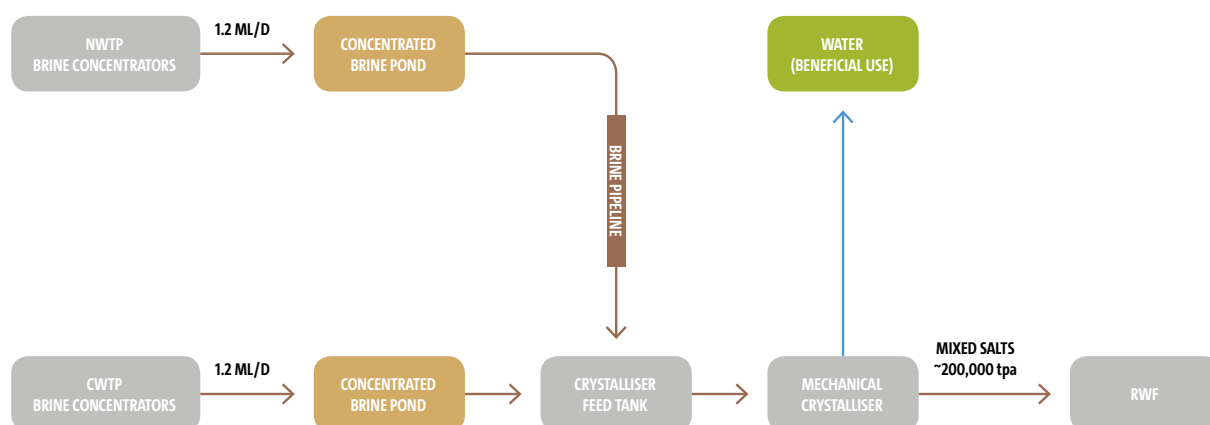 NWTP
BRINE CONCENTRATORS
1.2 ML/D
CONCENTRATED
BRINE POND
WATER
(BENEFICIAL USE)
BRINE PIPELINE
CWTP
BRINE CONCENTRATORS
1.2 ML/D
CONCENTRATED
BRINE POND
CRYSTALLISER
FEED TANK
MECHANICAL
CRYSTALLISER
MIXED SALTS
~200,000 tpa
RWF